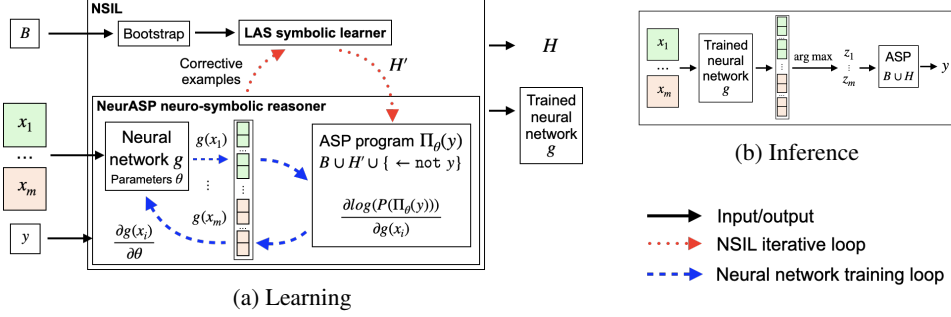 NSIL
B
Bootstrap
LAS symbolic learner
Corrective
examples
H′
H
NeurASP neuro-symbolic reasoner
x₁
...
xₘ
y
Neural
network g
Parameters θ
g(x₁)
⋮
g(xₘ)
...
⋮
...
∂g(xᵢ)
∂θ
ASP program Π_θ(y)
B ∪ H′ ∪ { ← not y}
∂log(P(Π_θ(y)))
∂g(xᵢ)
Trained
neural
network
g
(a) Learning
x₁
...
xₘ
Trained
neural
network
g
...
⋮
...
arg max
z₁
⋮
zₘ
ASP
B ∪ H
y
(b) Inference
Input/output
NSIL iterative loop
Neural network training loop